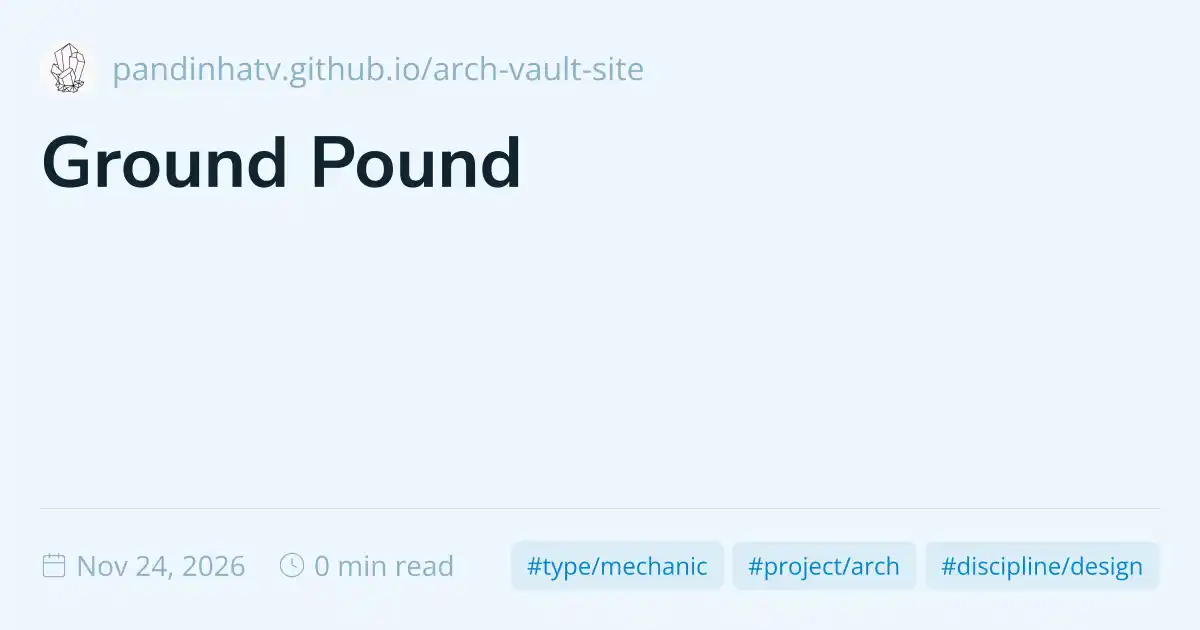 pandinhatv.github.io/arch-vault-site
Ground Pound
Nov 24, 2026 0 min read #type/mechanic #project/arch #discipline/design